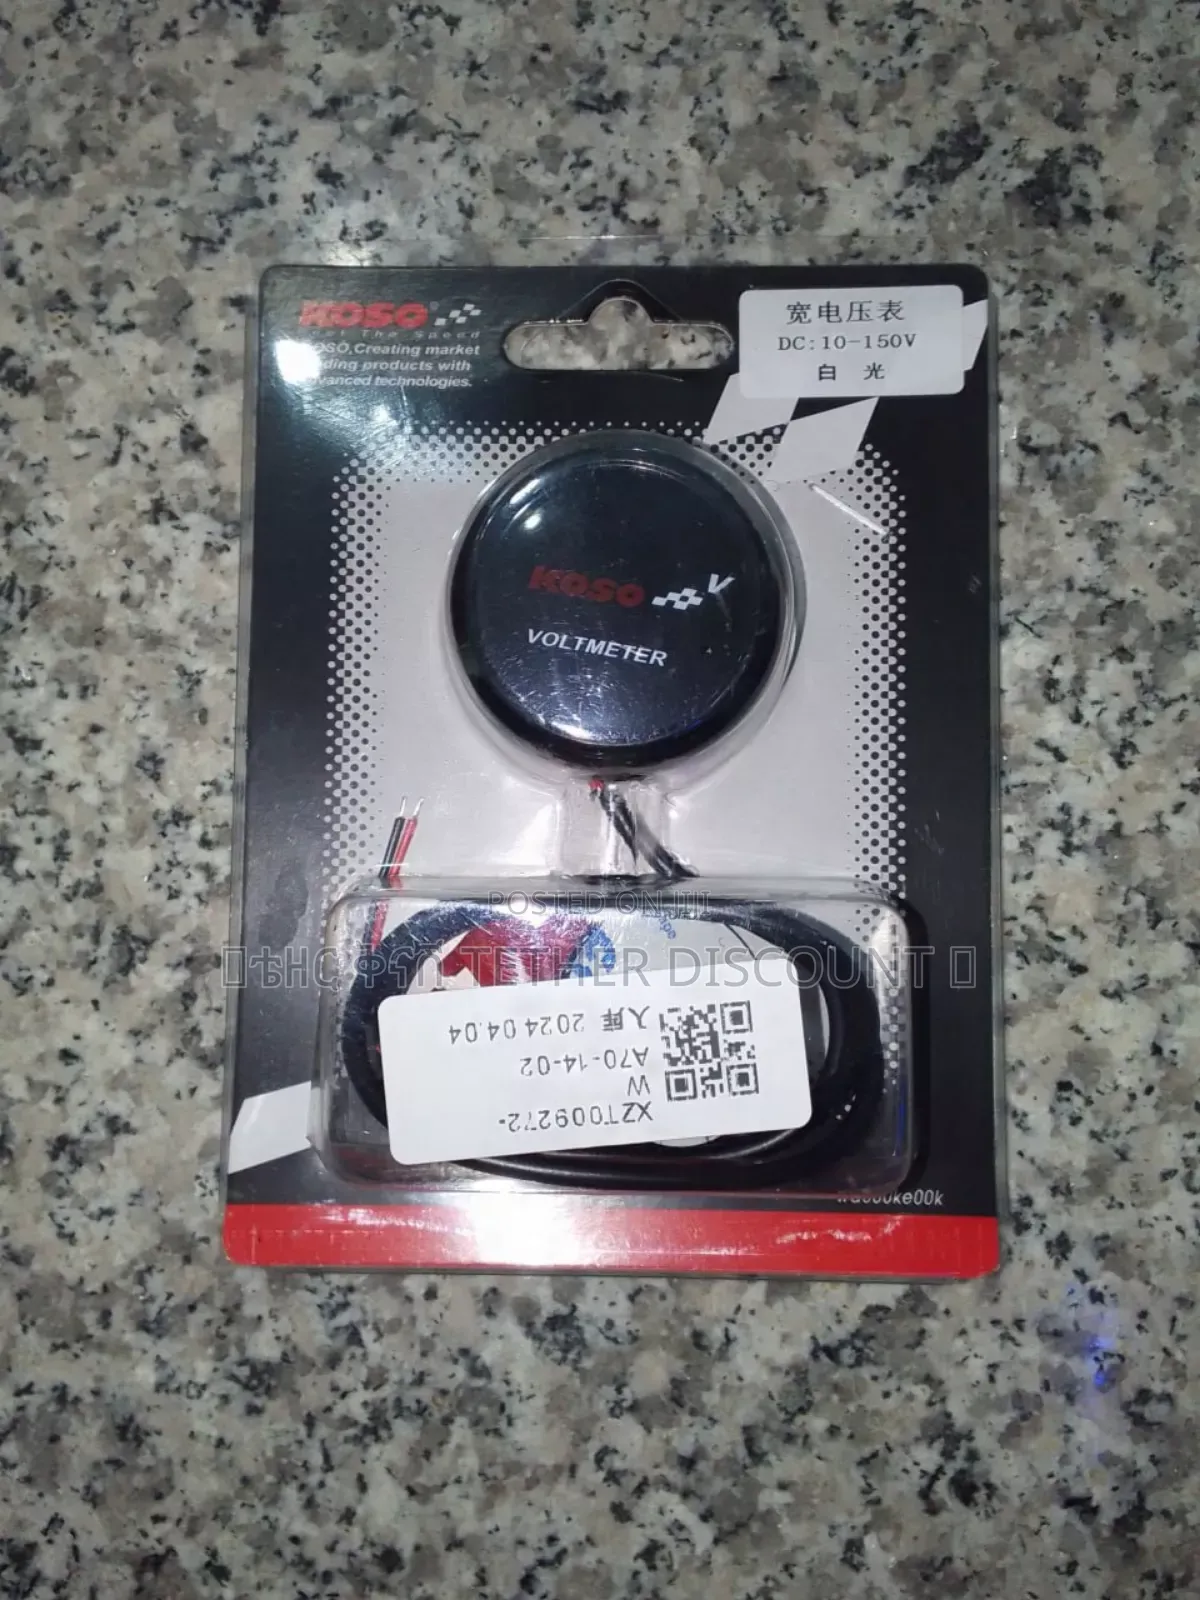 KOSO
The Speed
KOSO,Creating market
leading products with
advanced technologies.
宽电压表
DC:10-150V
白 光
KOSO V
VOLTMETER
POSTED ON JIJI
TETHER DISCOUNT
入库 2024.04.04
A70-14-02
W
XZT009272-